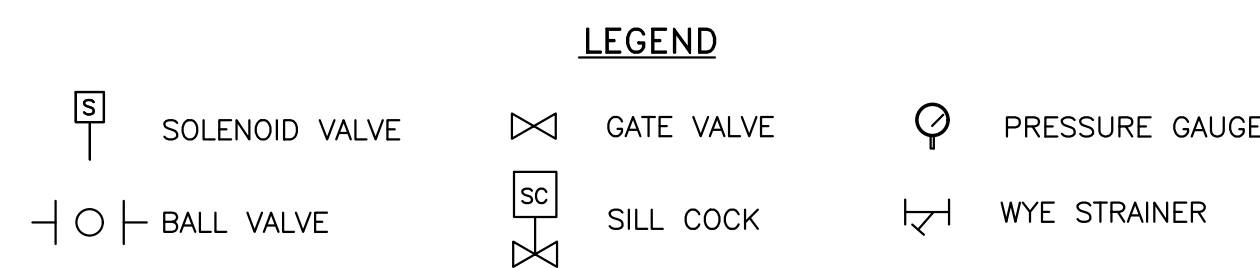 LEGEND
S SOLENOID VALVE
GATE VALVE
PRESSURE GAUGE
BALL VALVE
SC SILL COCK
WYE STRAINER